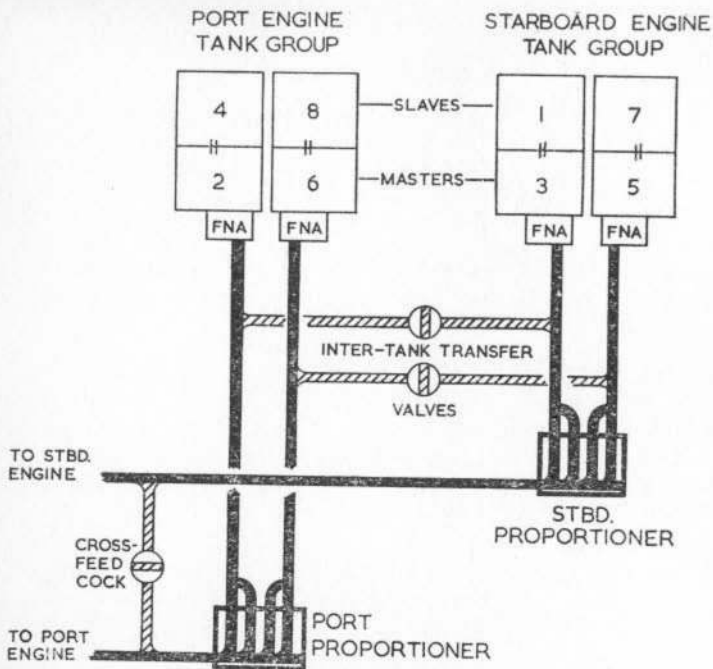 PORT ENGINE
TANK GROUP
STARBOARD ENGINE
TANK GROUP
4
8
SLAVES
1
7
2
6
MASTERS
3
5
FNA
FNA
FNA
FNA
INTER-TANK TRANSFER
VALVES
TO STBD.
ENGINE
STBD.
PROPORTIONER
CROSS-
FEED
COCK
PORT
PROPORTIONER
TO PORT
ENGINE